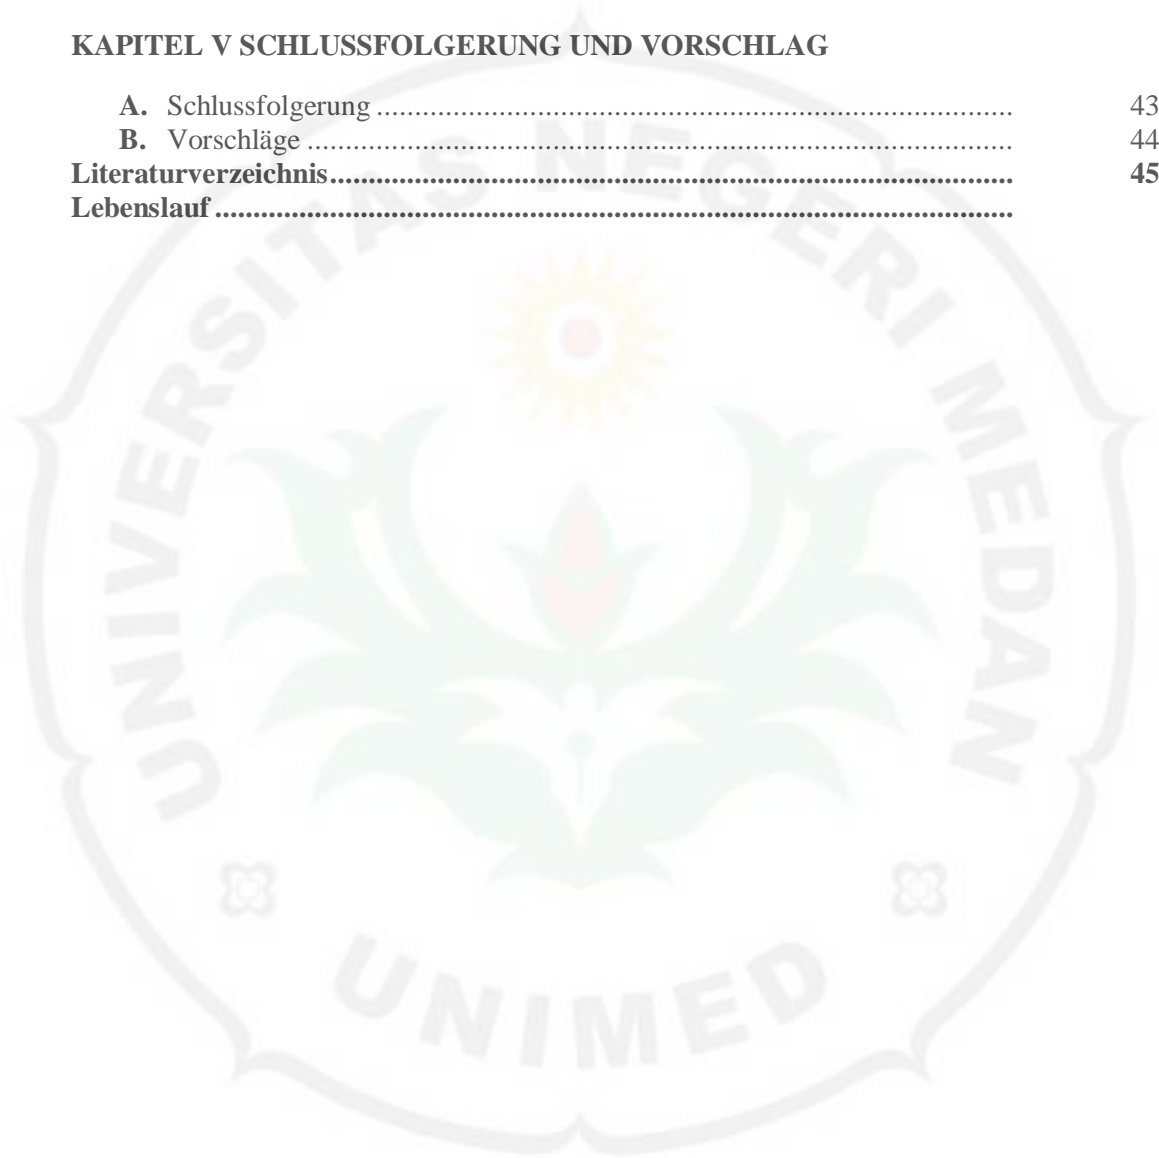 KAPITEL V SCHLUSSFOLGERUNG UND VORSCHLAG
A. Schlussfolgerung ................................................................................... 43
B. Vorschläge ............................................................................................ 44
Literaturverzeichnis......................................................................................... 45
Lebenslauf ........................................................................................................
UNIVERSITAS NEGERI MEDAN
UNIMED